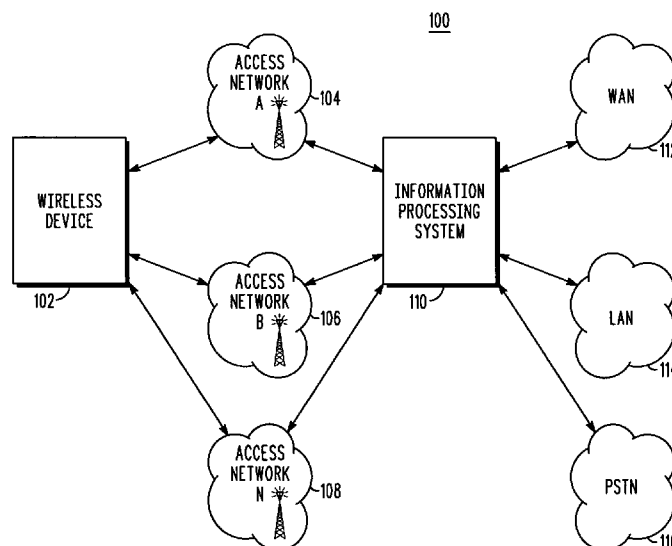 100
ACCESS
NETWORK
A
104
WAN
WIRELESS
DEVICE
102
INFORMATION
PROCESSING
SYSTEM
110
ACCESS
NETWORK
B
106
LAN
ACCESS
NETWORK
N
108
PSTN